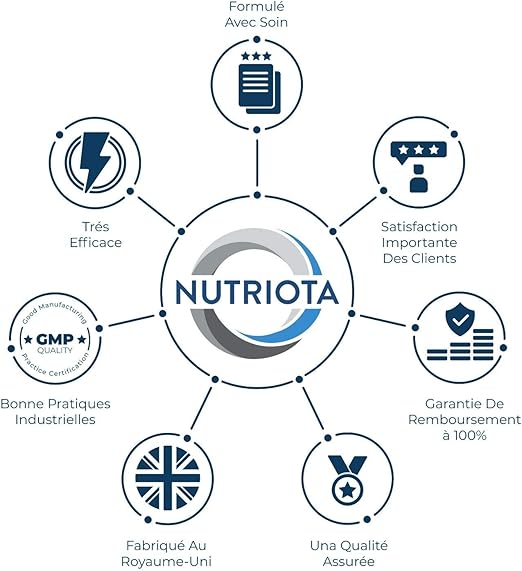 Formulé
Avec Soin
Trés
Efficace
Satisfaction
Importante
Des Clients
NUTRIOTA
Good Manufacturing
GMP
QUALITY
Practice Certification
Bonne Pratiques
Industrielles
Garantie De
Remboursement
à 100%
Fabriqué Au
Royaume-Uni
Una Qualité
Assurée